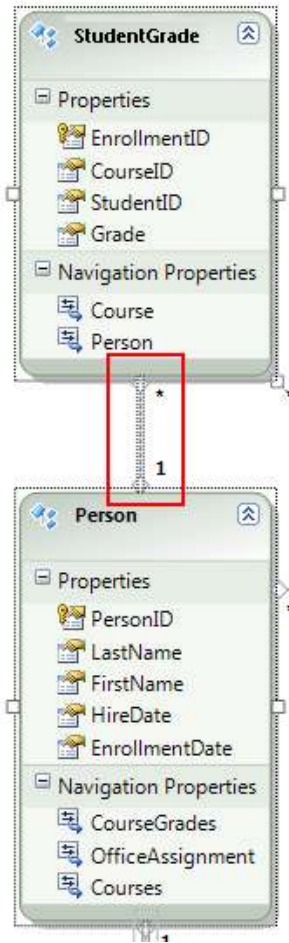 StudentGrade
Properties
EnrollmentID
CourseID
StudentID
Grade
Navigation Properties
Course
Person
*
*
1
Person
Properties
*
PersonID
LastName
FirstName
HireDate
EnrollmentDate
Navigation Properties
CourseGrades
OfficeAssignment
Courses
1